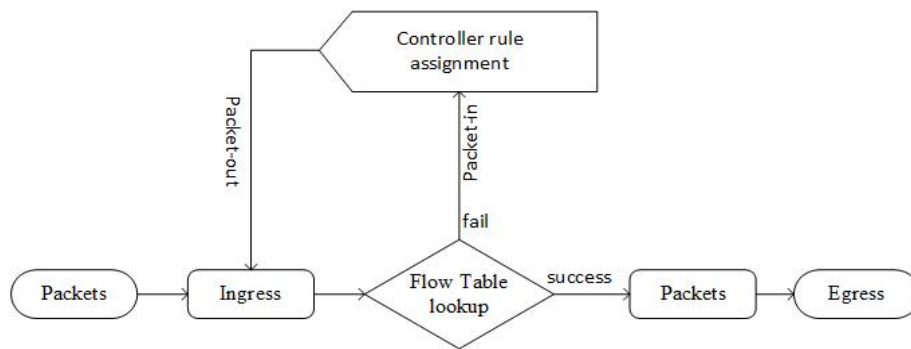 Controller rule
assignment
Packet-out
Packet-in
fail
Packets
Ingress
Flow Table
lookup
success
Packets
Egress